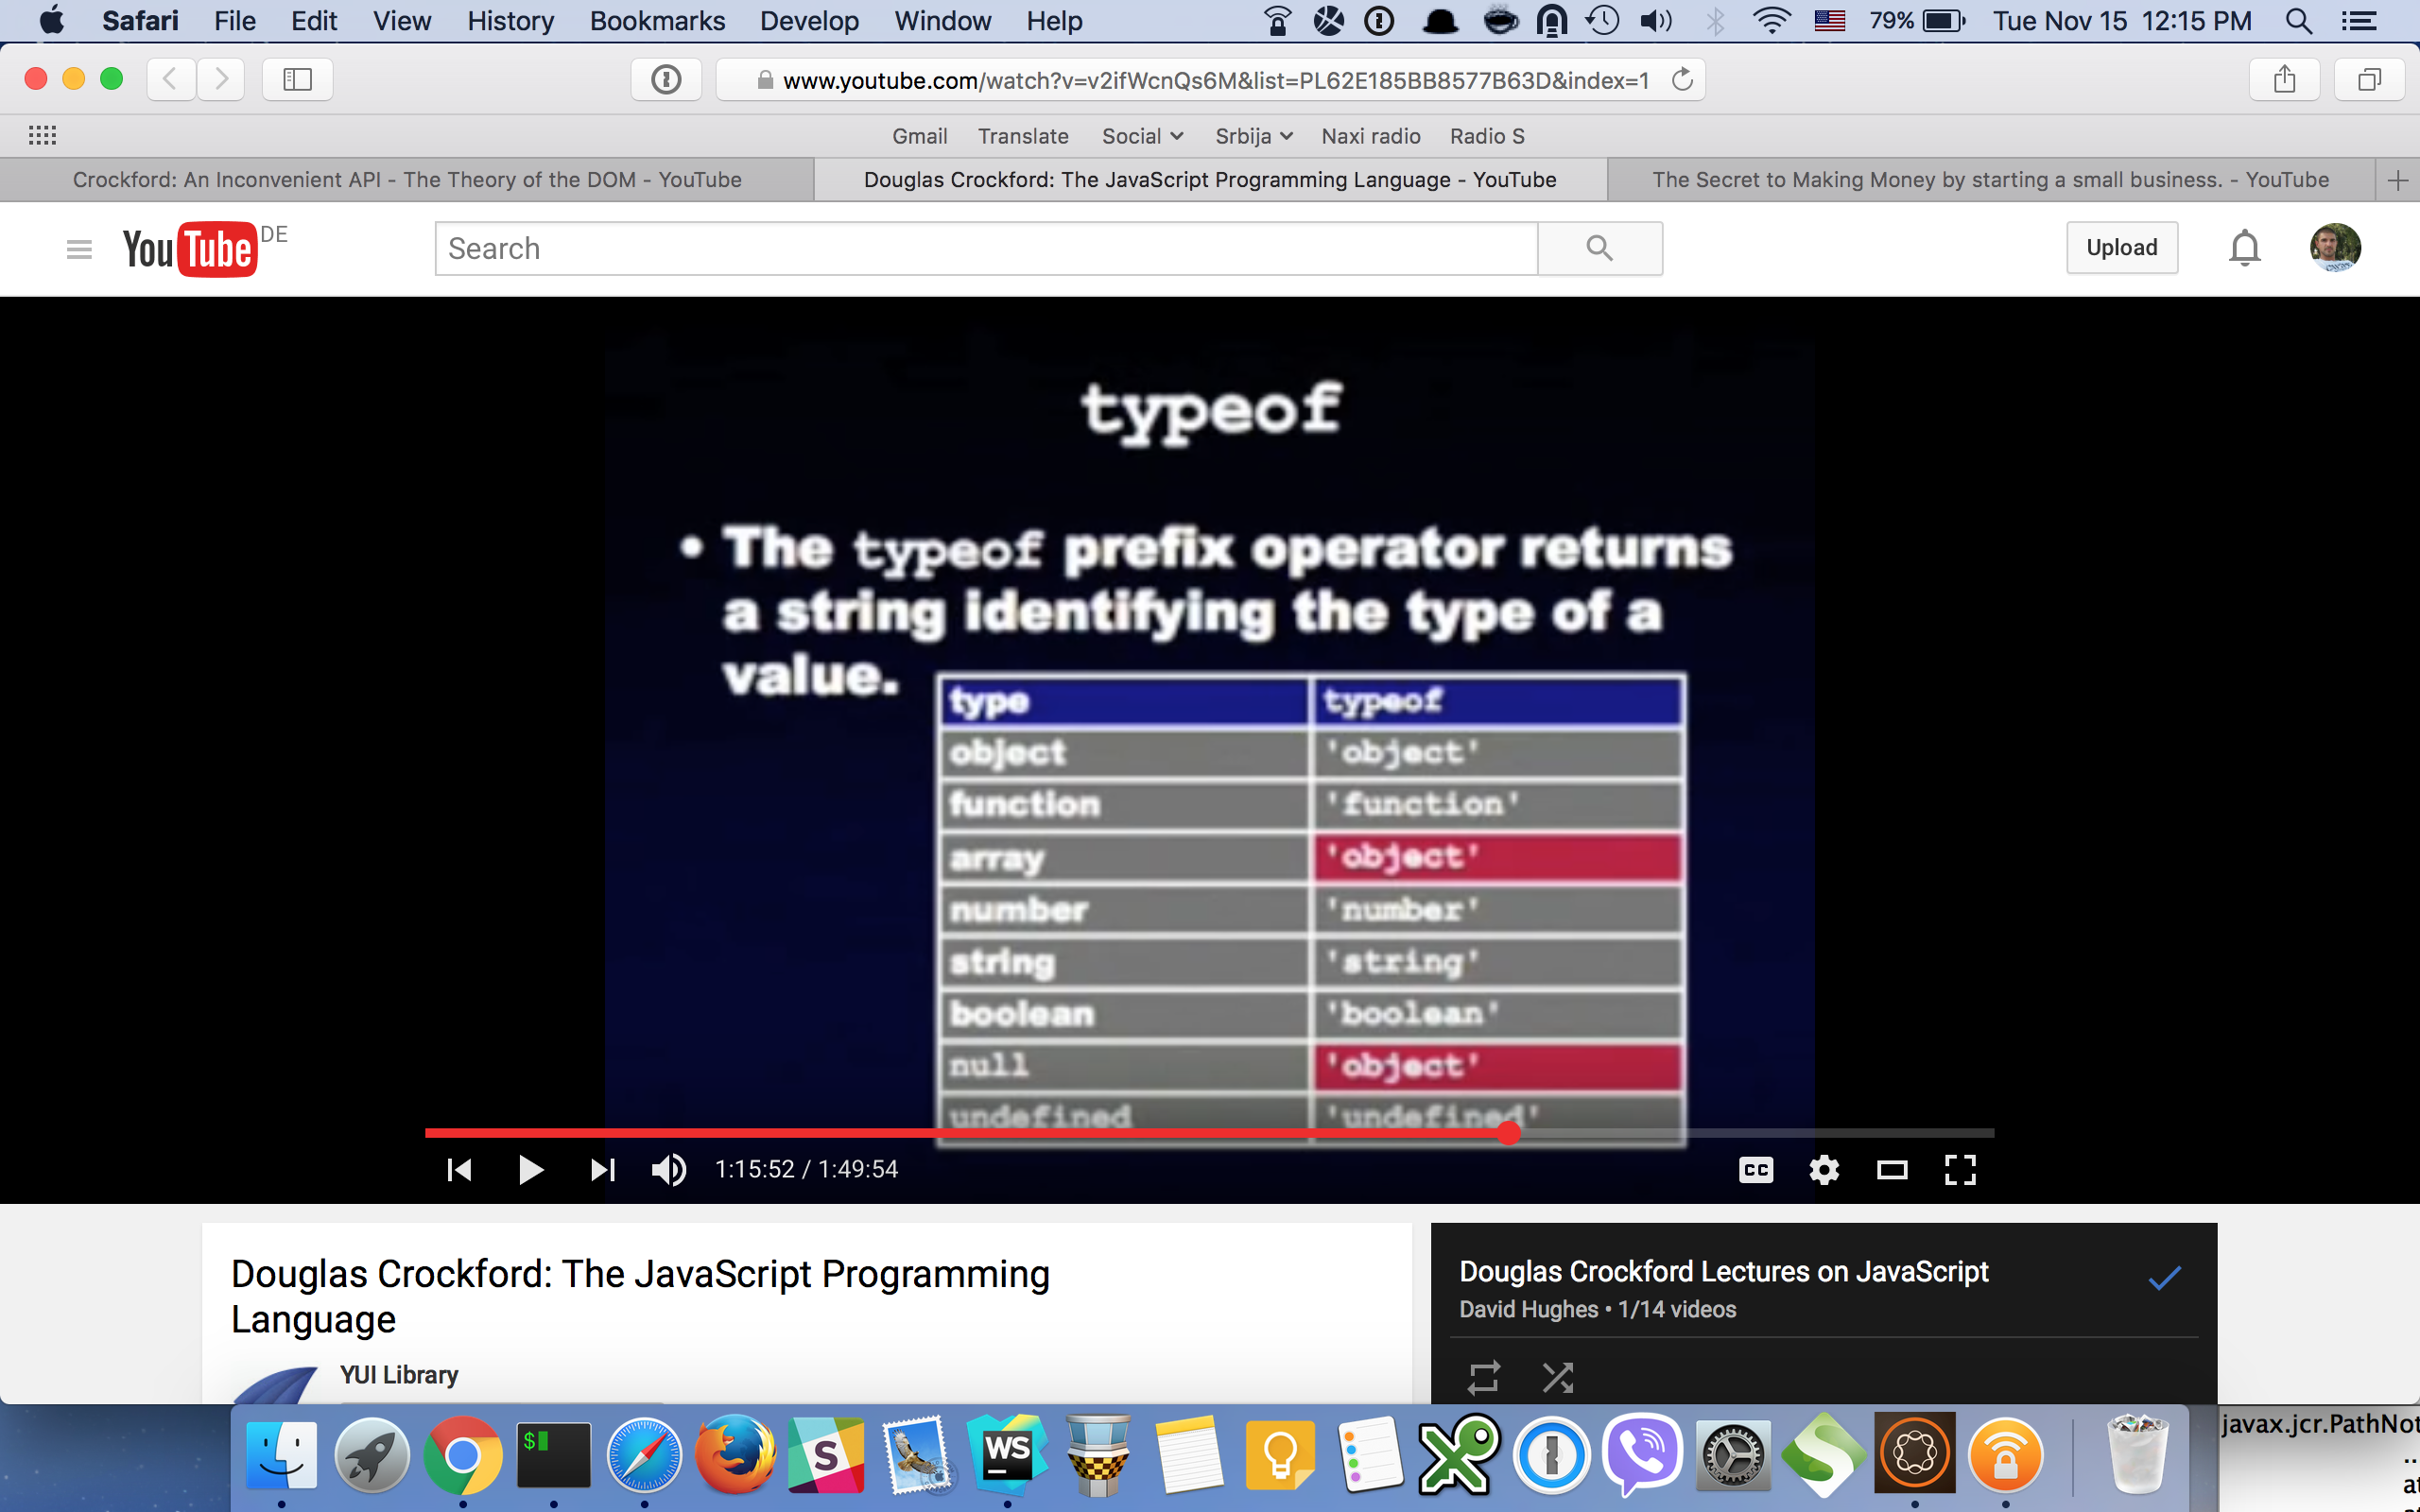 Safari File Edit View History Bookmarks Develop Window Help 79% Tue Nov 15 12:15 PM
www.youtube.com/watch?v=v2ifWcnQs6M&list=PL62E185BB8577B63D&index=1
Gmail Translate Social Srbija Naxi radio Radio S
Crockford: An Inconvenient API - The Theory of the DOM - YouTube Douglas Crockford: The JavaScript Programming Language - YouTube The Secret to Making Money by starting a small business. - YouTube
YouTube DE Search Upload
typeof
• The typeof prefix operator returns
a string identifying the type of a
value.
type typeof
object 'object'
function 'function'
array 'object'
number 'number'
string 'string'
boolean 'boolean'
null 'object'
undefined 'undefined'
1:15:52 / 1:49:54 CC
Douglas Crockford: The JavaScript Programming
Language
YUI Library
Douglas Crockford Lectures on JavaScript
David Hughes • 1/14 videos
$ S WS
javax.jcr.PathNot
..
at